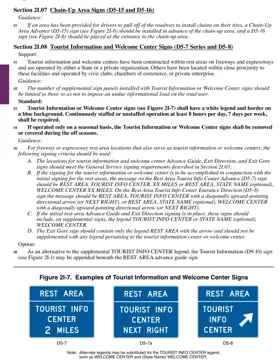 Section 2I.07 Chain-Up Area Signs (D5-15 and D5-16)
Guidance:
If an area has been provided for drivers to pull off of the roadway to install chains on their tires, a Chain-Up
Area Advance (D5-15) sign (see Figure 2I-6) should be installed in advance of the chain-up area, and a D5-16
sign (see Figure 2I-6) should be placed at the entrance to the chain-up area.
Section 2I.08 Tourist Information and Welcome Center Signs (D5-7 Series and D5-8)
Support:
Tourist information and welcome centers have been constructed within rest areas on freeways and expressways
and are operated by either a State or a private organization. Others have been located within close proximity to
these facilities and operated by civic clubs, chambers of commerce, or private enterprise.
Guidance:
The number of supplemental sign panels installed with Tourist Information or Welcome Center signs should
be limited to three so as not to impose an undue informational load on the road user.
Standard:
Tourist Information or Welcome Center signs (see Figure 2I-7) shall have a white legend and border on
a blue background. Continuously staffed or unstaffed operation at least 8 hours per day, 7 days per week,
shall be required.
If operated only on a seasonal basis, the Tourist Information or Welcome Center signs shall be removed
or covered during the off seasons.
Guidance:
For freeway or expressway rest area locations that also serve as tourist information or welcome centers, the
following signing criteria should be used:
A. The locations for tourist information and welcome center Advance Guide, Exit Direction, and Exit Gore
signs should meet the General Service signing requirements described in Section 2I.03.
B. If the signing for the tourist information or welcome center is to be accomplished in conjunction with the
initial signing for the rest areas, the message on the Rest Area Tourist Info Center Advance (D5-7) sign
should be REST AREA, TOURIST INFO CENTER, XX MILES or REST AREA, STATE NAME (optional),
WELCOME CENTER XX MILES. On the Rest Area Tourist Info Center Entrance Direction (D5-8)
sign the message should be REST AREA, TOURIST INFO CENTER with a diagonally upward-pointing
directional arrow (or NEXT RIGHT), or REST AREA, STATE NAME (optional), WELCOME CENTER
with a diagonally upward-pointing directional arrow (or NEXT RIGHT).
C. If the initial rest area Advance Guide and Exit Direction signing is in place, these signs should
include, on supplemental signs, the legend TOURIST INFO CENTER or STATE NAME (optional),
WELCOME CENTER.
D. The Exit Gore sign should contain only the legend REST AREA with the arrow and should not be
supplemented with any legend pertaining to the tourist information center or welcome center.
Option:
As an alternative to the supplemental TOURIST INFO CENTER legend, the Tourist Information (D9-10) sign
(see Figure 2I-1) may be appended beneath the REST AREA advance guide sign.
Figure 2I-7. Examples of Tourist Information and Welcome Center Signs
REST AREA
TOURIST INFO
CENTER
2 MILES
D5-7
REST AREA
TOURIST INFO
CENTER
NEXT RIGHT
D5-7a
REST AREA
TOURIST
INFO
CENTER
D5-8
Note: Alternate legends may be substituted for the TOURIST INFO CENTER legend,
such as WELCOME CENTER and (State Name) WELCOME CENTER.